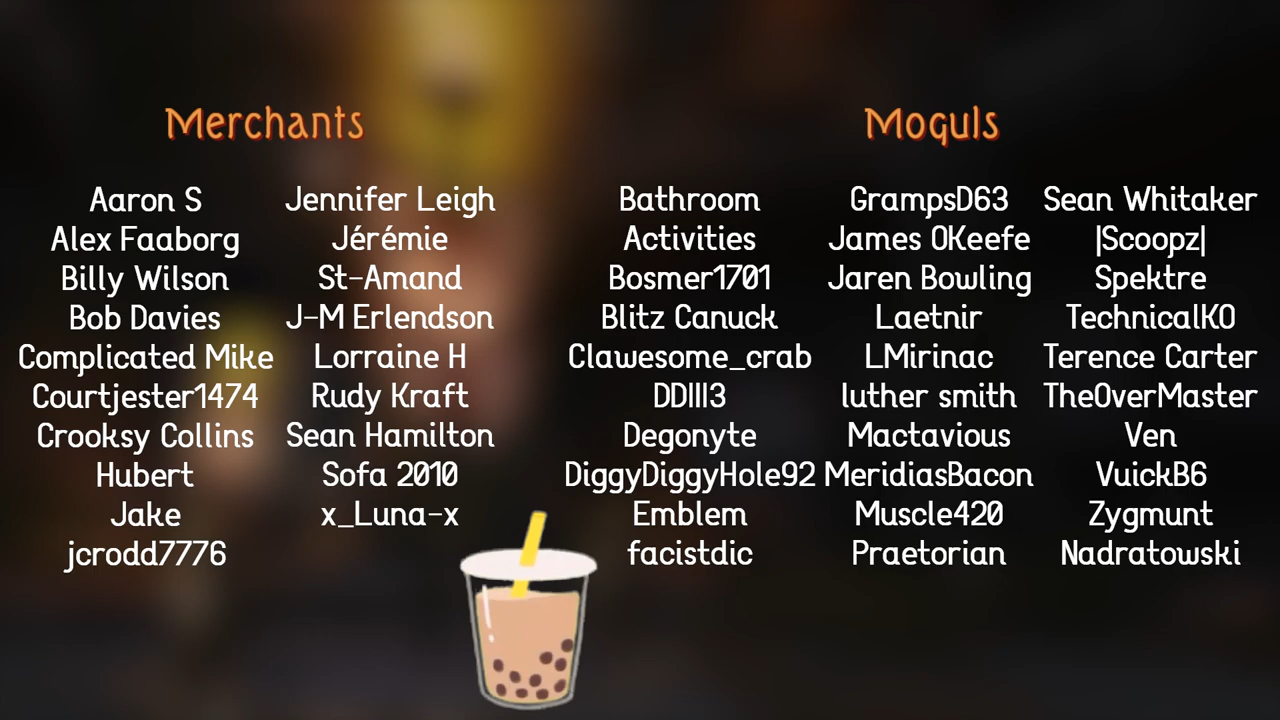 Merchants
Aaron S
Alex Faaborg
Billy Wilson
Bob Davies
Complicated Mike
Courtjester1474
Crooksy Collins
Hubert
Jake
jcrodd7776
Jennifer Leigh
Jérémie
St-Amand
J-M Erlendson
Lorraine H
Rudy Kraft
Sean Hamilton
Sofa 2010
x_Luna-x
Moguls
Bathroom
Activities
Bosmer1701
Blitz Canuck
Clawesome_crab
DDIII3
Degonyte
DiggyDiggyHole92
Emblem
facistdic
GrampsD63
James OKeefe
Jaren Bowling
Laetnir
LMirinac
luther smith
Mactavious
MeridiasBacon
Muscle420
Praetorian
Sean Whitaker
|Scoopz|
Spektre
TechnicalKO
Terence Carter
TheOverMaster
Ven
VuickB6
Zygmunt
Nadratowski